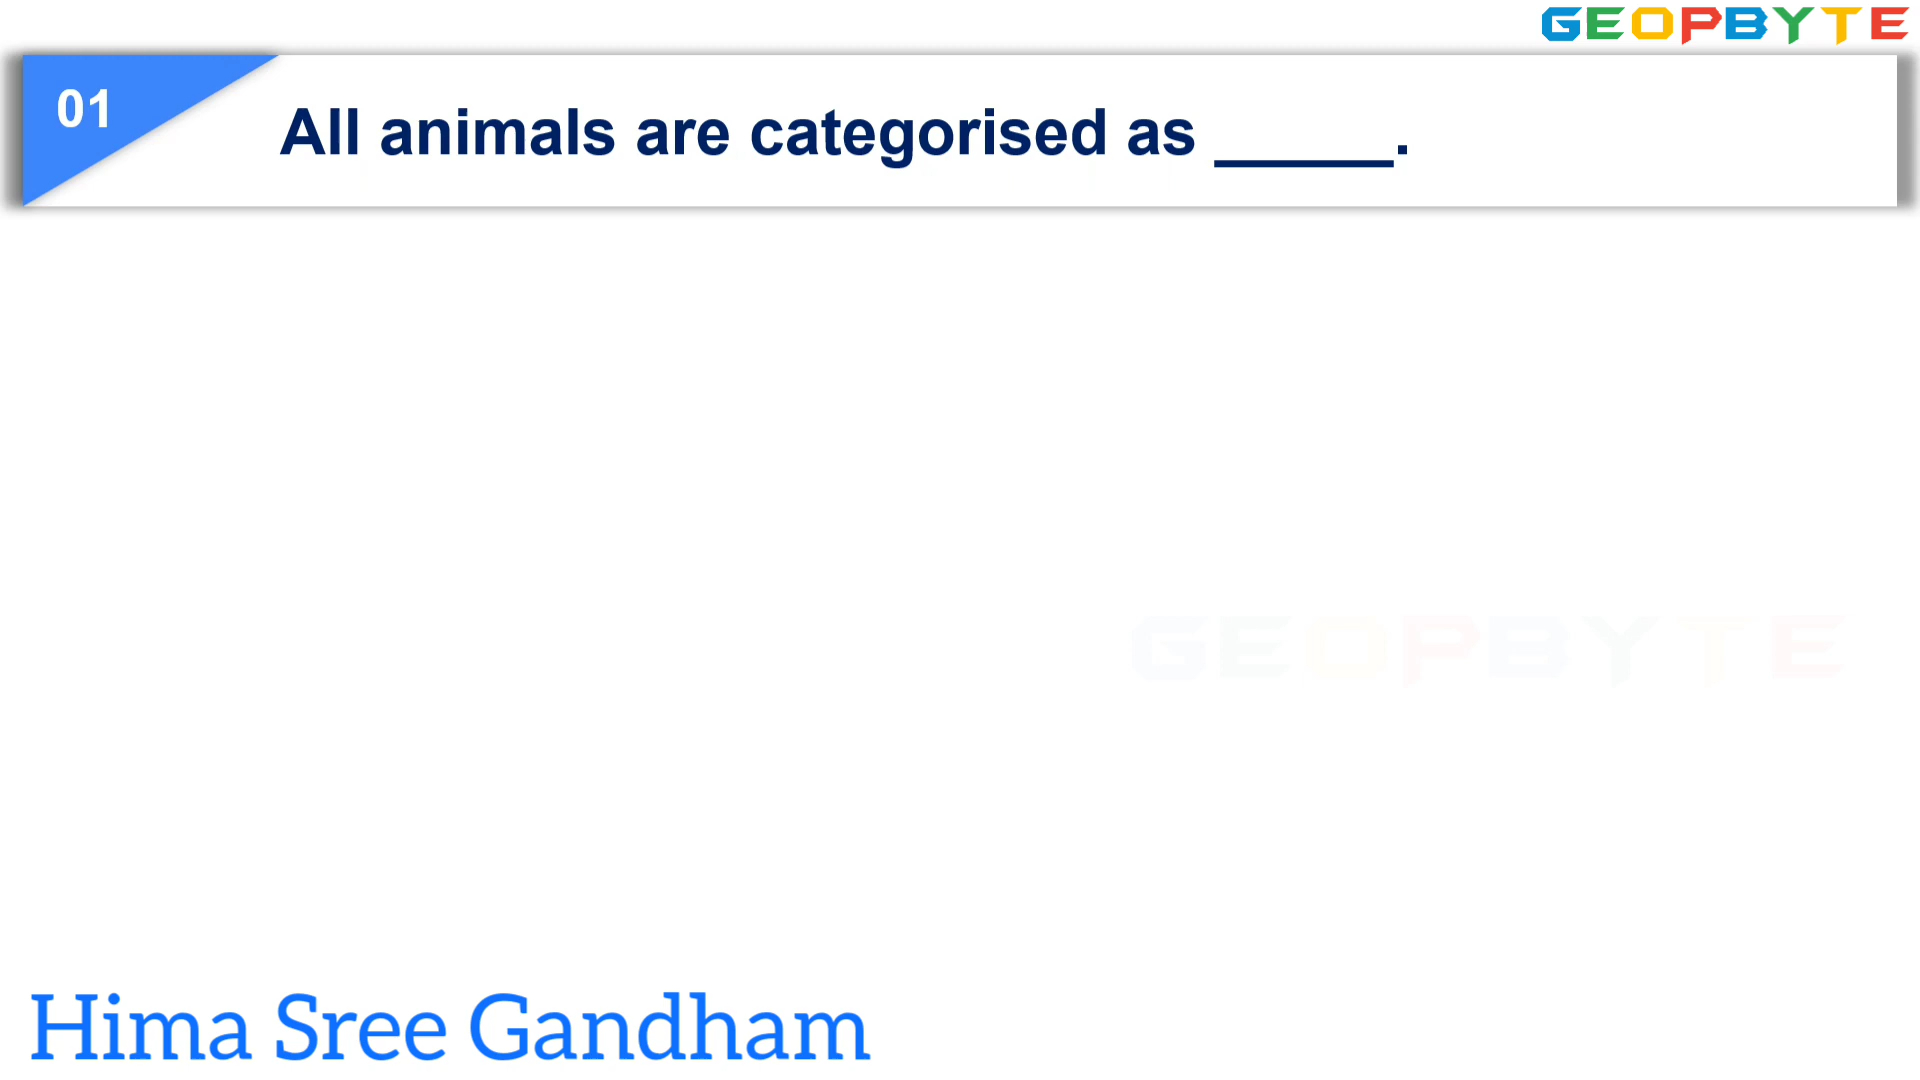 GEOPBYTE
01
All animals are categorised as _____.
GEOPBYTE
Hima Sree Gandham